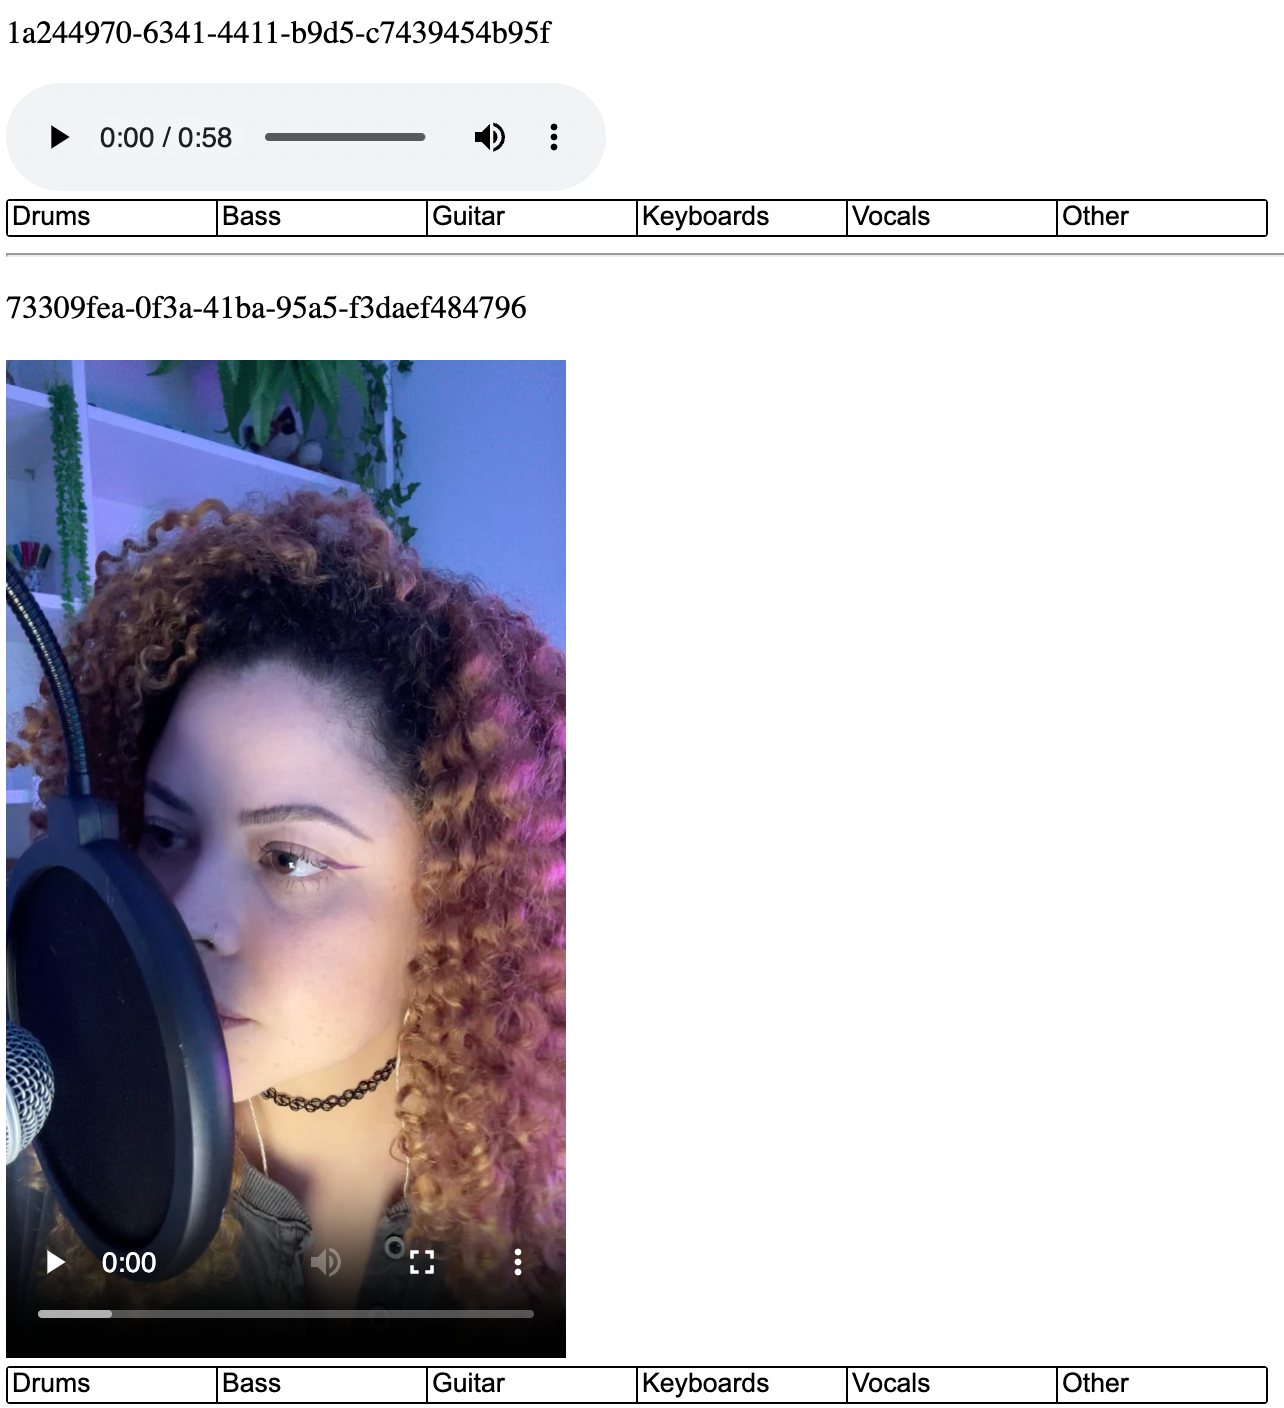 1a244970-6341-4411-b9d5-c7439454b95f
0:00 / 0:58
Drums Bass Guitar Keyboards Vocals Other
73309fea-0f3a-41ba-95a5-f3daef484796
0:00
Drums Bass Guitar Keyboards Vocals Other